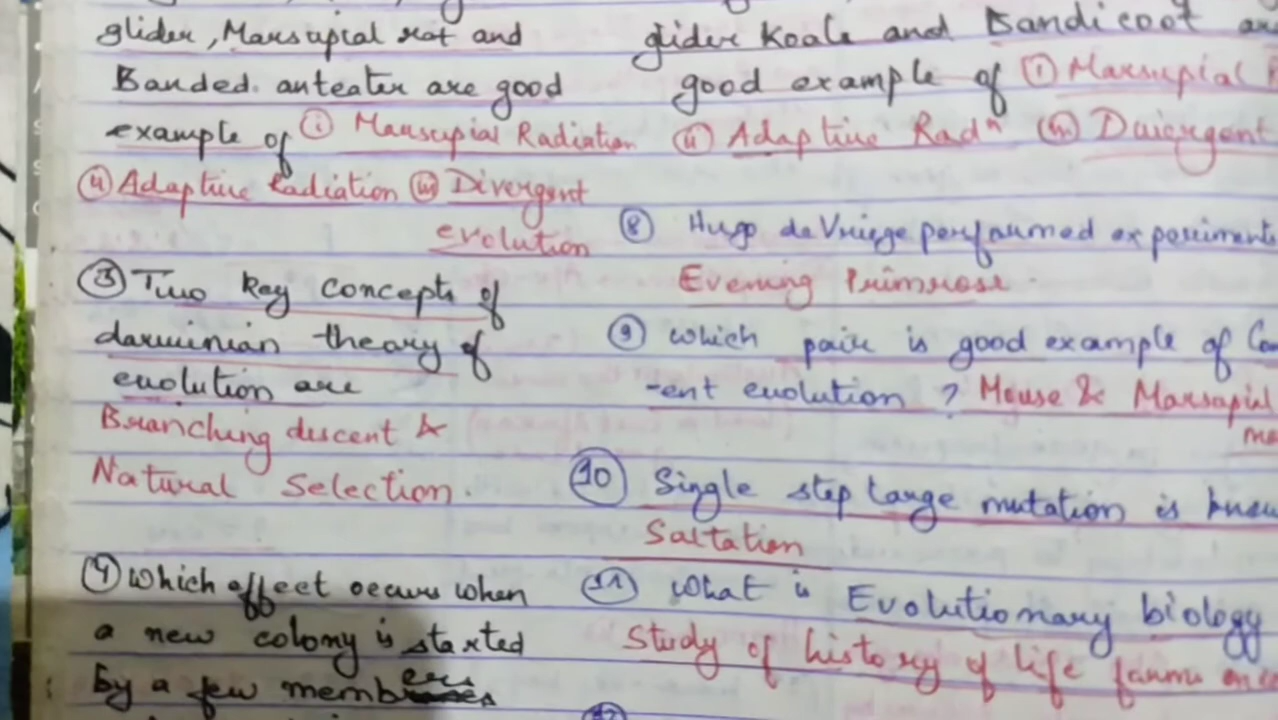 glider, Marsupial rat and
Banded anteater are good
example of (i) Marsupial Radiation
(ii) Adaptive Radiation (iii) Divergent
evolution
(3) Two key concepts of
darwinian theory of
evolution are
Branching descent &
Natural Selection.
(4) which effect occurs when
a new colony is started
by a few members
glider Koala and Bandicoot
good example of (i) Marsupial
(ii) Adaptive Radⁿ (iii) Divergent
(8) Hugo de Vriege performed experiments
Evening Primrose
(9) which pair is good example of
-ent evolution ? Mouse & Marsupial
(10) Single step large mutation is
Saltation
(11) what is Evolutionary biology
Study of history of life